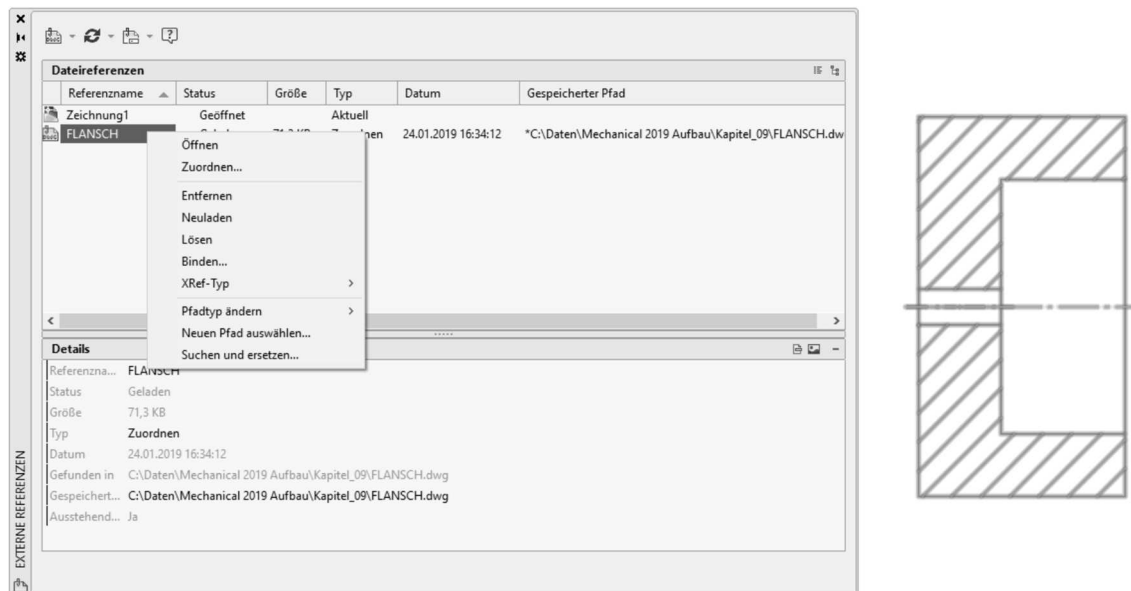 Dateireferenzen
Referenzname Status Größe Typ Datum Gespeicherter Pfad
Zeichnung1 Geöffnet Aktuell
FLANSCH 24.01.2019 16:34:12 *C:\Daten\Mechanical 2019 Aufbau\Kapitel_09\FLANSCH.dw
Öffnen
Zuordnen...
Entfernen
Neuladen
Lösen
Binden...
XRef-Typ
Pfadtyp ändern
Neuen Pfad auswählen...
Suchen und ersetzen...
Details
Referenzna... FLANSCH
Status Geladen
Größe 71,3 KB
Typ Zuordnen
Datum 24.01.2019 16:34:12
Gefunden in C:\Daten\Mechanical 2019 Aufbau\Kapitel_09\FLANSCH.dwg
Gespeichert... C:\Daten\Mechanical 2019 Aufbau\Kapitel_09\FLANSCH.dwg
Ausstehend... Ja
EXTERNE REFERENZEN